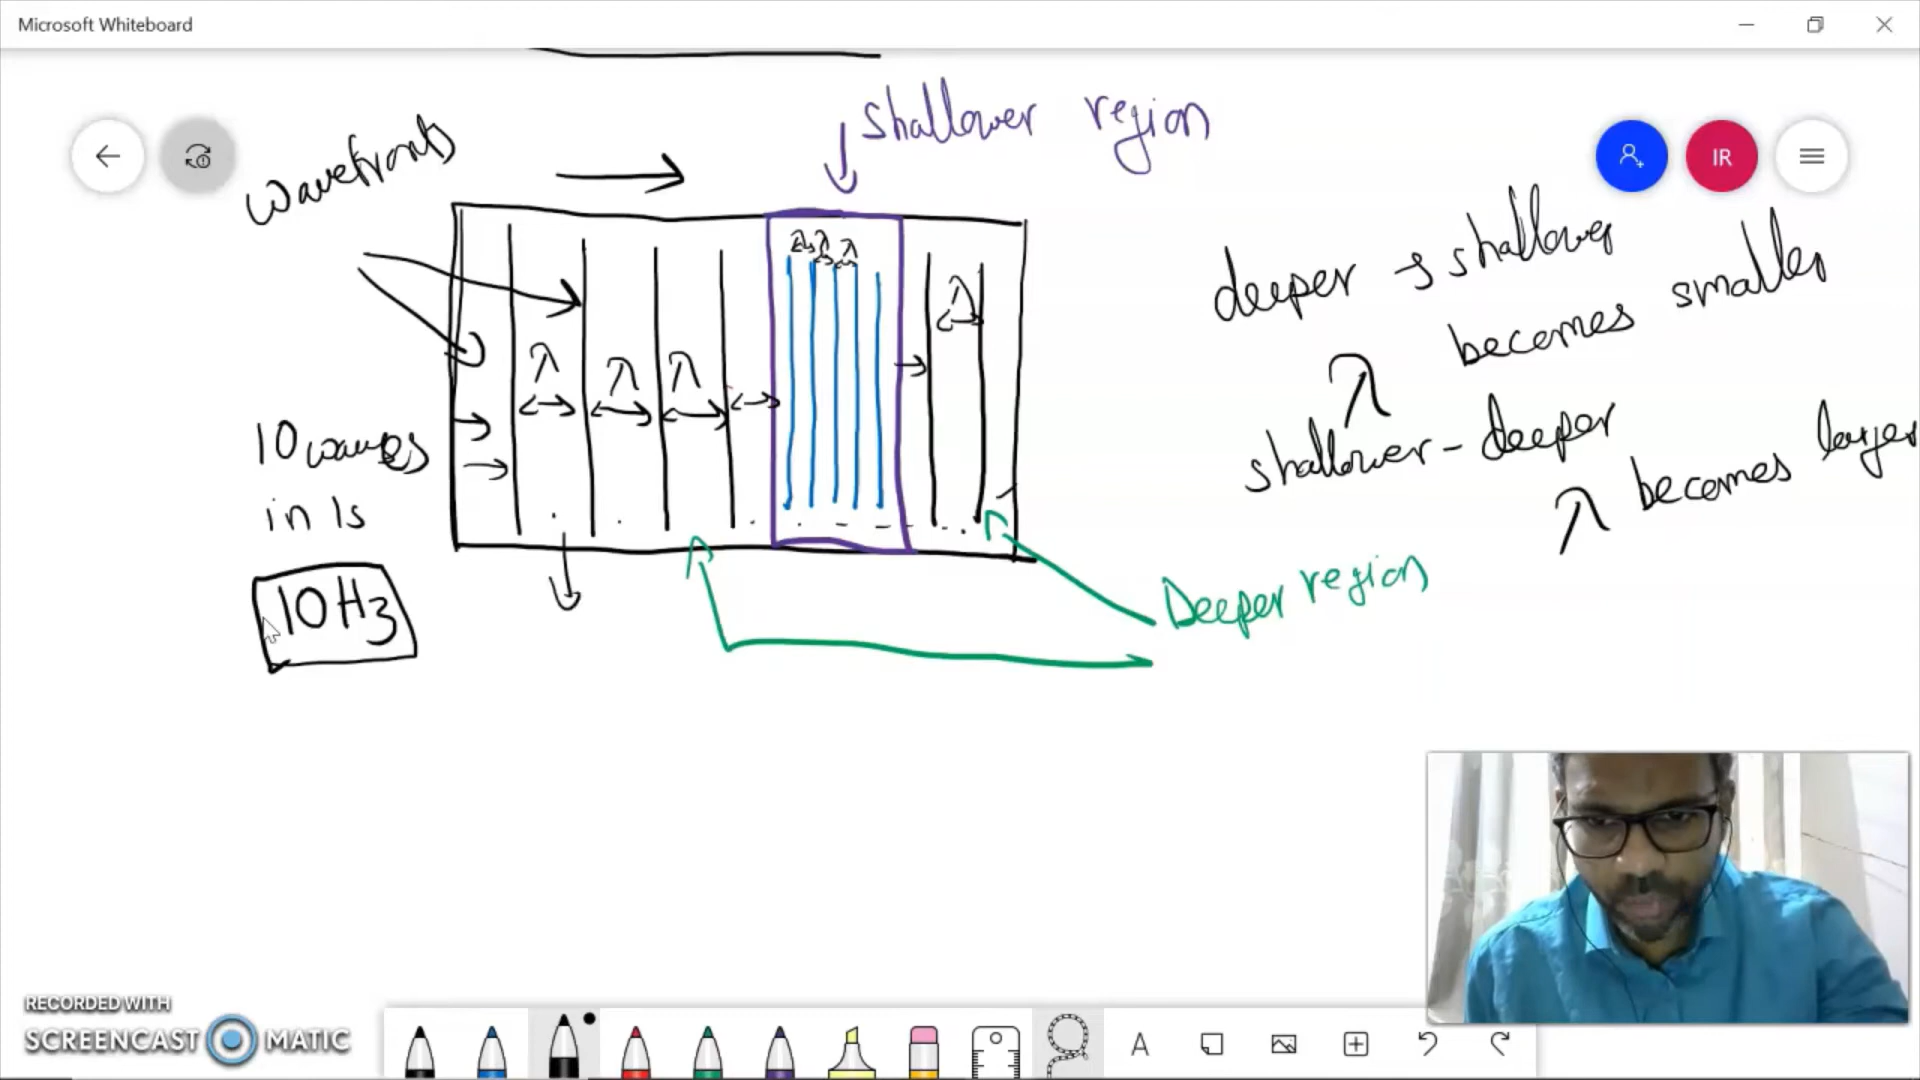 Microsoft Whiteboard
shallower region
wavefronts
IR
deeper → shallower
λ becomes smaller
λ λ λ
λ
λ λ λ λ
shallower - deeper
λ becomes larger
10 waves
in 1s
10Hz
Deeper region
RECORDED WITH
SCREENCAST MATIC
A